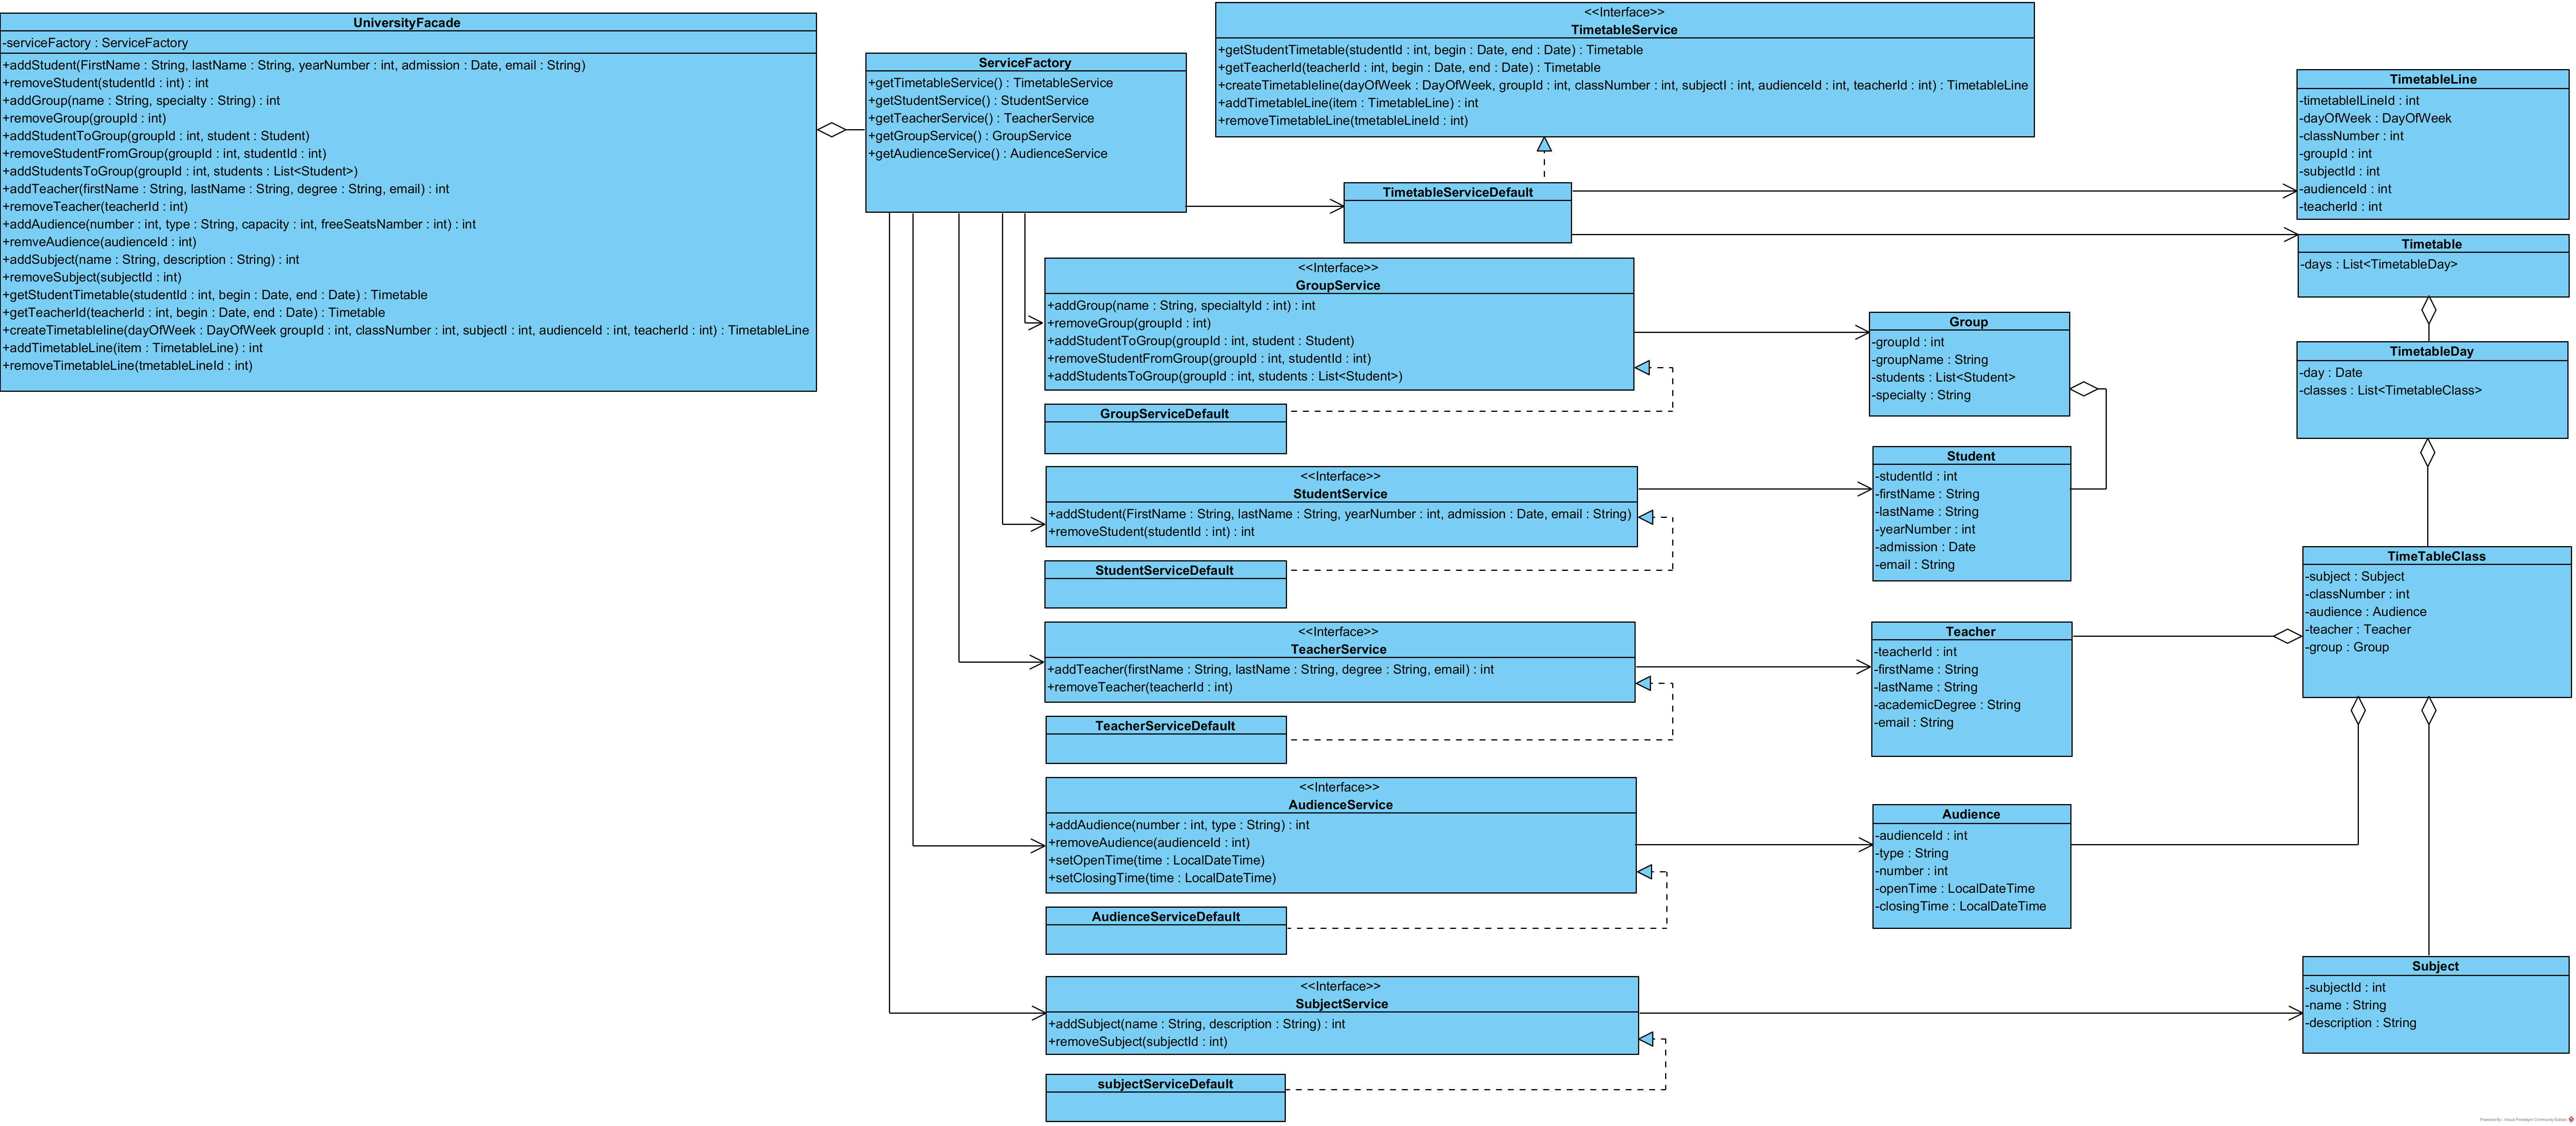 UniversityFacade
-serviceFactory : ServiceFactory
+addStudent(FirstName : String, lastName : String, yearNumber : int, admission : Date, email : String)
+removeStudent(studentId : int) : int
+addGroup(name : String, specialty : String) : int
+removeGroup(groupId : int)
+addStudentToGroup(groupId : int, student : Student)
+removeStudentFromGroup(groupId : int, studentId : int)
+addStudentsToGroup(groupId : int, students : List<Student>)
+addTeacher(firstName : String, lastName : String, degree : String, email) : int
+removeTeacher(teacherId : int)
+addAudience(number : int, type : String, capacity : int, freeSeatsNamber : int) : int
+remveAudience(audienceId : int)
+addSubject(name : String, description : String) : int
+removeSubject(subjectId : int)
+getStudentTimetable(studentId : int, begin : Date, end : Date) : Timetable
+getTeacherId(teacherId : int, begin : Date, end : Date) : Timetable
+createTimetableline(dayOfWeek : DayOfWeek groupId : int, classNumber : int, subjectI : int, audienceId : int, teacherId : int) : TimetableLine
+addTimetableLine(item : TimetableLine) : int
+removeTimetableLine(tmetableLineId : int)
ServiceFactory
+getTimetableService() : TimetableService
+getStudentService() : StudentService
+getTeacherService() : TeacherService
+getGroupService() : GroupService
+getAudienceService() : AudienceService
<<Interface>>
TimetableService
+getStudentTimetable(studentId : int, begin : Date, end : Date) : Timetable
+getTeacherId(teacherId : int, begin : Date, end : Date) : Timetable
+createTimetableline(dayOfWeek : DayOfWeek, groupId : int, classNumber : int, subjectI : int, audienceId : int, teacherId : int) : TimetableLine
+addTimetableLine(item : TimetableLine) : int
+removeTimetableLine(tmetableLineId : int)
TimetableServiceDefault
<<Interface>>
GroupService
+addGroup(name : String, specialtyId : int) : int
+removeGroup(groupId : int)
+addStudentToGroup(groupId : int, student : Student)
+removeStudentFromGroup(groupId : int, studentId : int)
+addStudentsToGroup(groupId : int, students : List<Student>)
GroupServiceDefault
<<Interface>>
StudentService
+addStudent(FirstName : String, lastName : String, yearNumber : int, admission : Date, email : String)
+removeStudent(studentId : int) : int
StudentServiceDefault
<<Interface>>
TeacherService
+addTeacher(firstName : String, lastName : String, degree : String, email) : int
+removeTeacher(teacherId : int)
TeacherServiceDefault
<<Interface>>
AudienceService
+addAudience(number : int, type : String) : int
+removeAudience(audienceId : int)
+setOpenTime(time : LocalDateTime)
+setClosingTime(time : LocalDateTime)
AudienceServiceDefault
<<Interface>>
SubjectService
+addSubject(name : String, description : String) : int
+removeSubject(subjectId : int)
subjectServiceDefault
Group
-groupId : int
-groupName : String
-students : List<Student>
-specialty : String
Student
-studentId : int
-firstName : String
-lastName : String
-yearNumber : int
-admission : Date
-email : String
Teacher
-teacherId : int
-firstName : String
-lastName : String
-academicDegree : String
-email : String
Audience
-audienceId : int
-type : String
-number : int
-openTime : LocalDateTime
-closingTime : LocalDateTime
TimetableLine
-timetablelLineId : int
-dayOfWeek : DayOfWeek
-classNumber : int
-groupId : int
-subjectId : int
-audienceId : int
-teacherId : int
Timetable
-days : List<TimetableDay>
TimetableDay
-day : Date
-classes : List<TimetableClass>
TimeTableClass
-subject : Subject
-classNumber : int
-audience : Audience
-teacher : Teacher
-group : Group
Subject
-subjectId : int
-name : String
-description : String
Powered By Visual Paradigm Community Edition